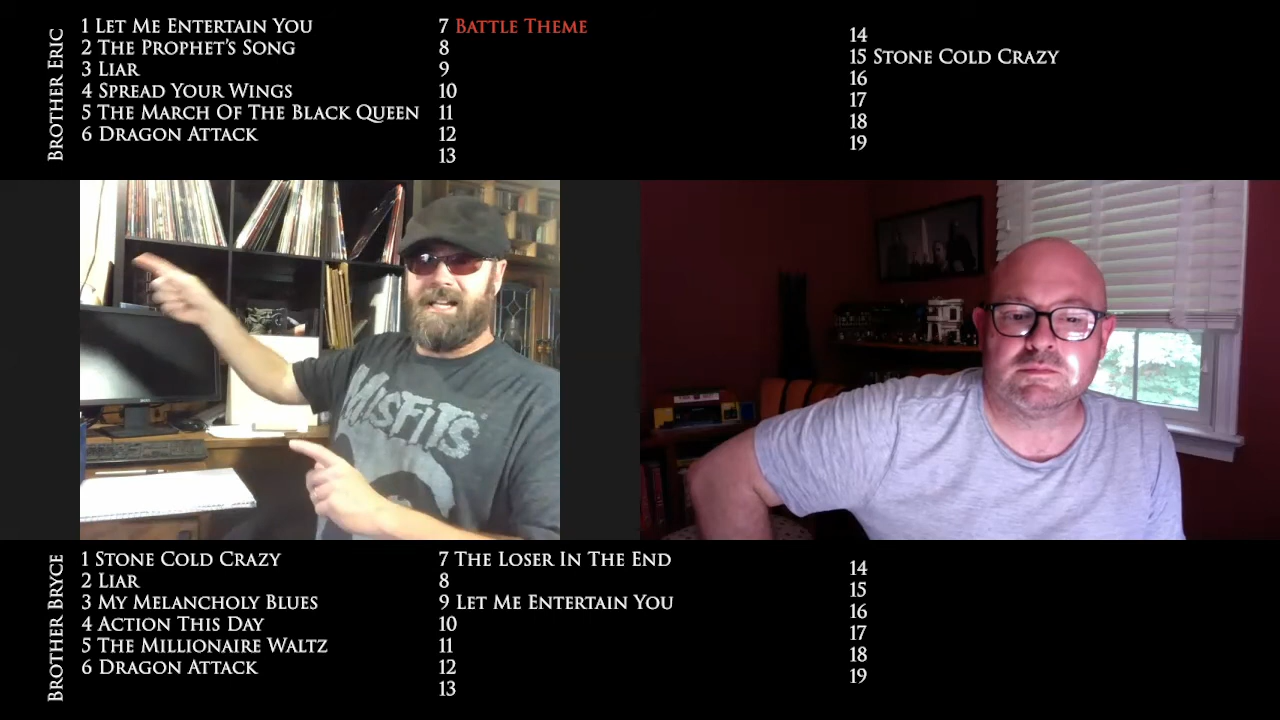 BROTHER ERIC
1 LET ME ENTERTAIN YOU
2 THE PROPHET'S SONG
3 LIAR
4 SPREAD YOUR WINGS
5 THE MARCH OF THE BLACK QUEEN
6 DRAGON ATTACK
7 BATTLE THEME
8
9
10
11
12
13
14
15 STONE COLD CRAZY
16
17
18
19
MISFITS
BROTHER BRYCE
1 STONE COLD CRAZY
2 LIAR
3 MY MELANCHOLY BLUES
4 ACTION THIS DAY
5 THE MILLIONAIRE WALTZ
6 DRAGON ATTACK
7 THE LOSER IN THE END
8
9 LET ME ENTERTAIN YOU
10
11
12
13
14
15
16
17
18
19